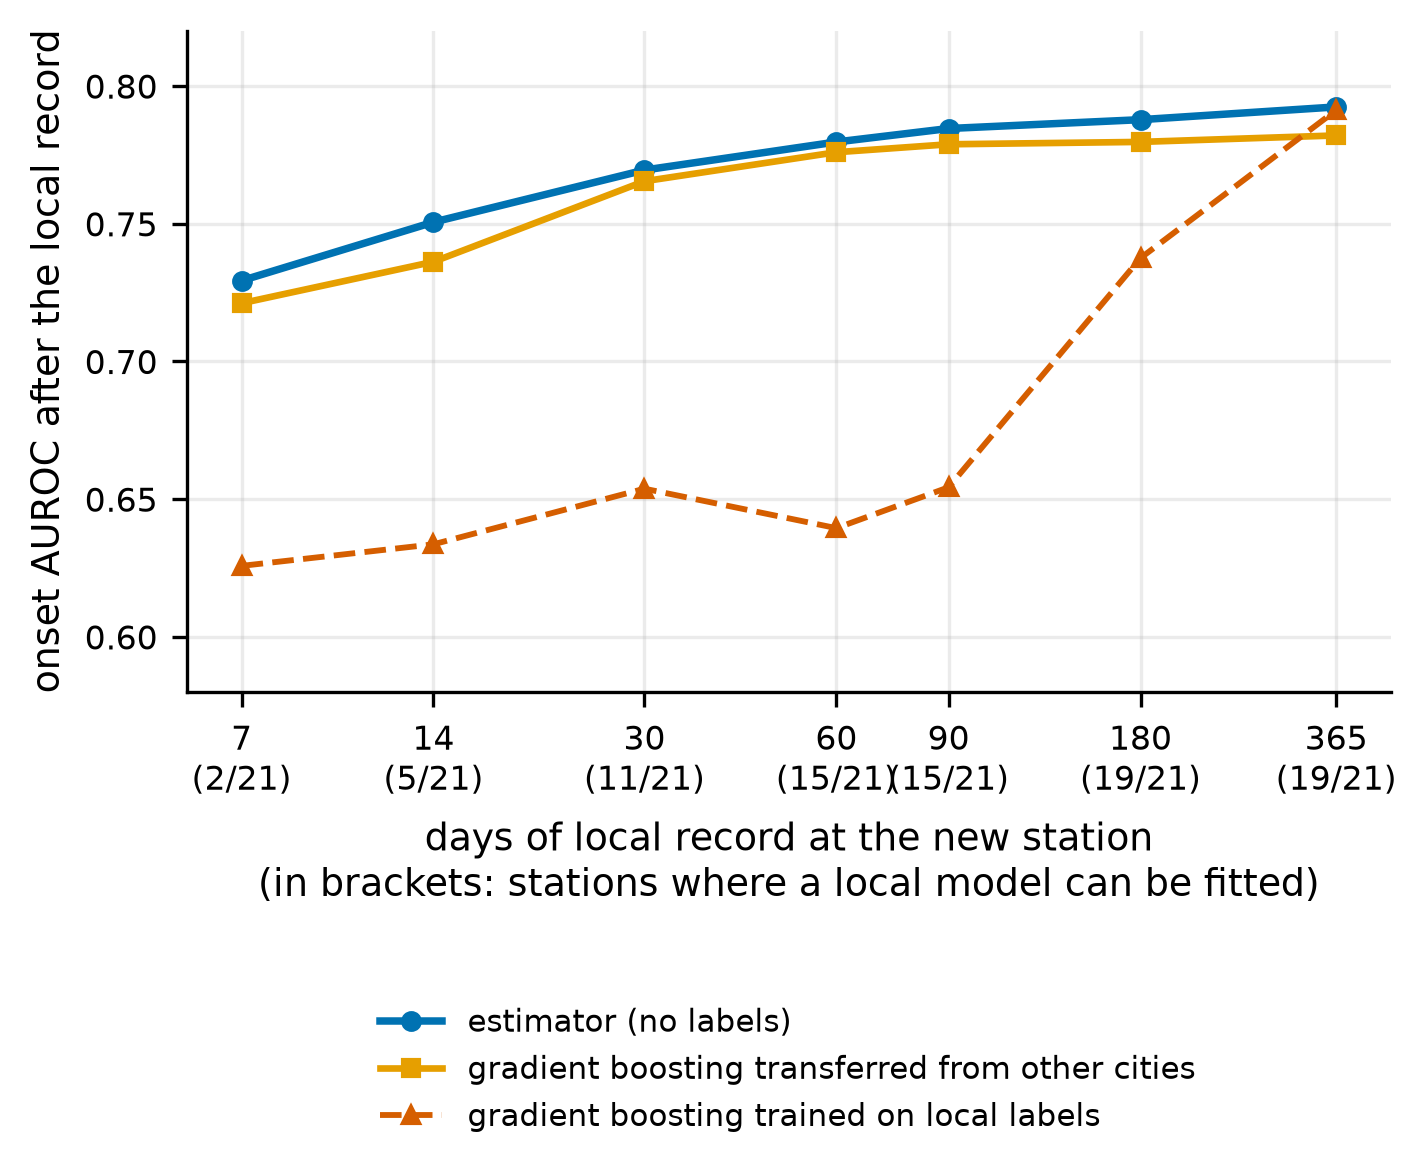 onset AUROC after the local record
0.80
0.75
0.70
0.65
0.60
7 14 30 60 90 180 365
(2/21) (5/21) (11/21) (15/21) (15/21) (19/21) (19/21)
days of local record at the new station
(in brackets: stations where a local model can be fitted)
estimator (no labels)
gradient boosting transferred from other cities
gradient boosting trained on local labels